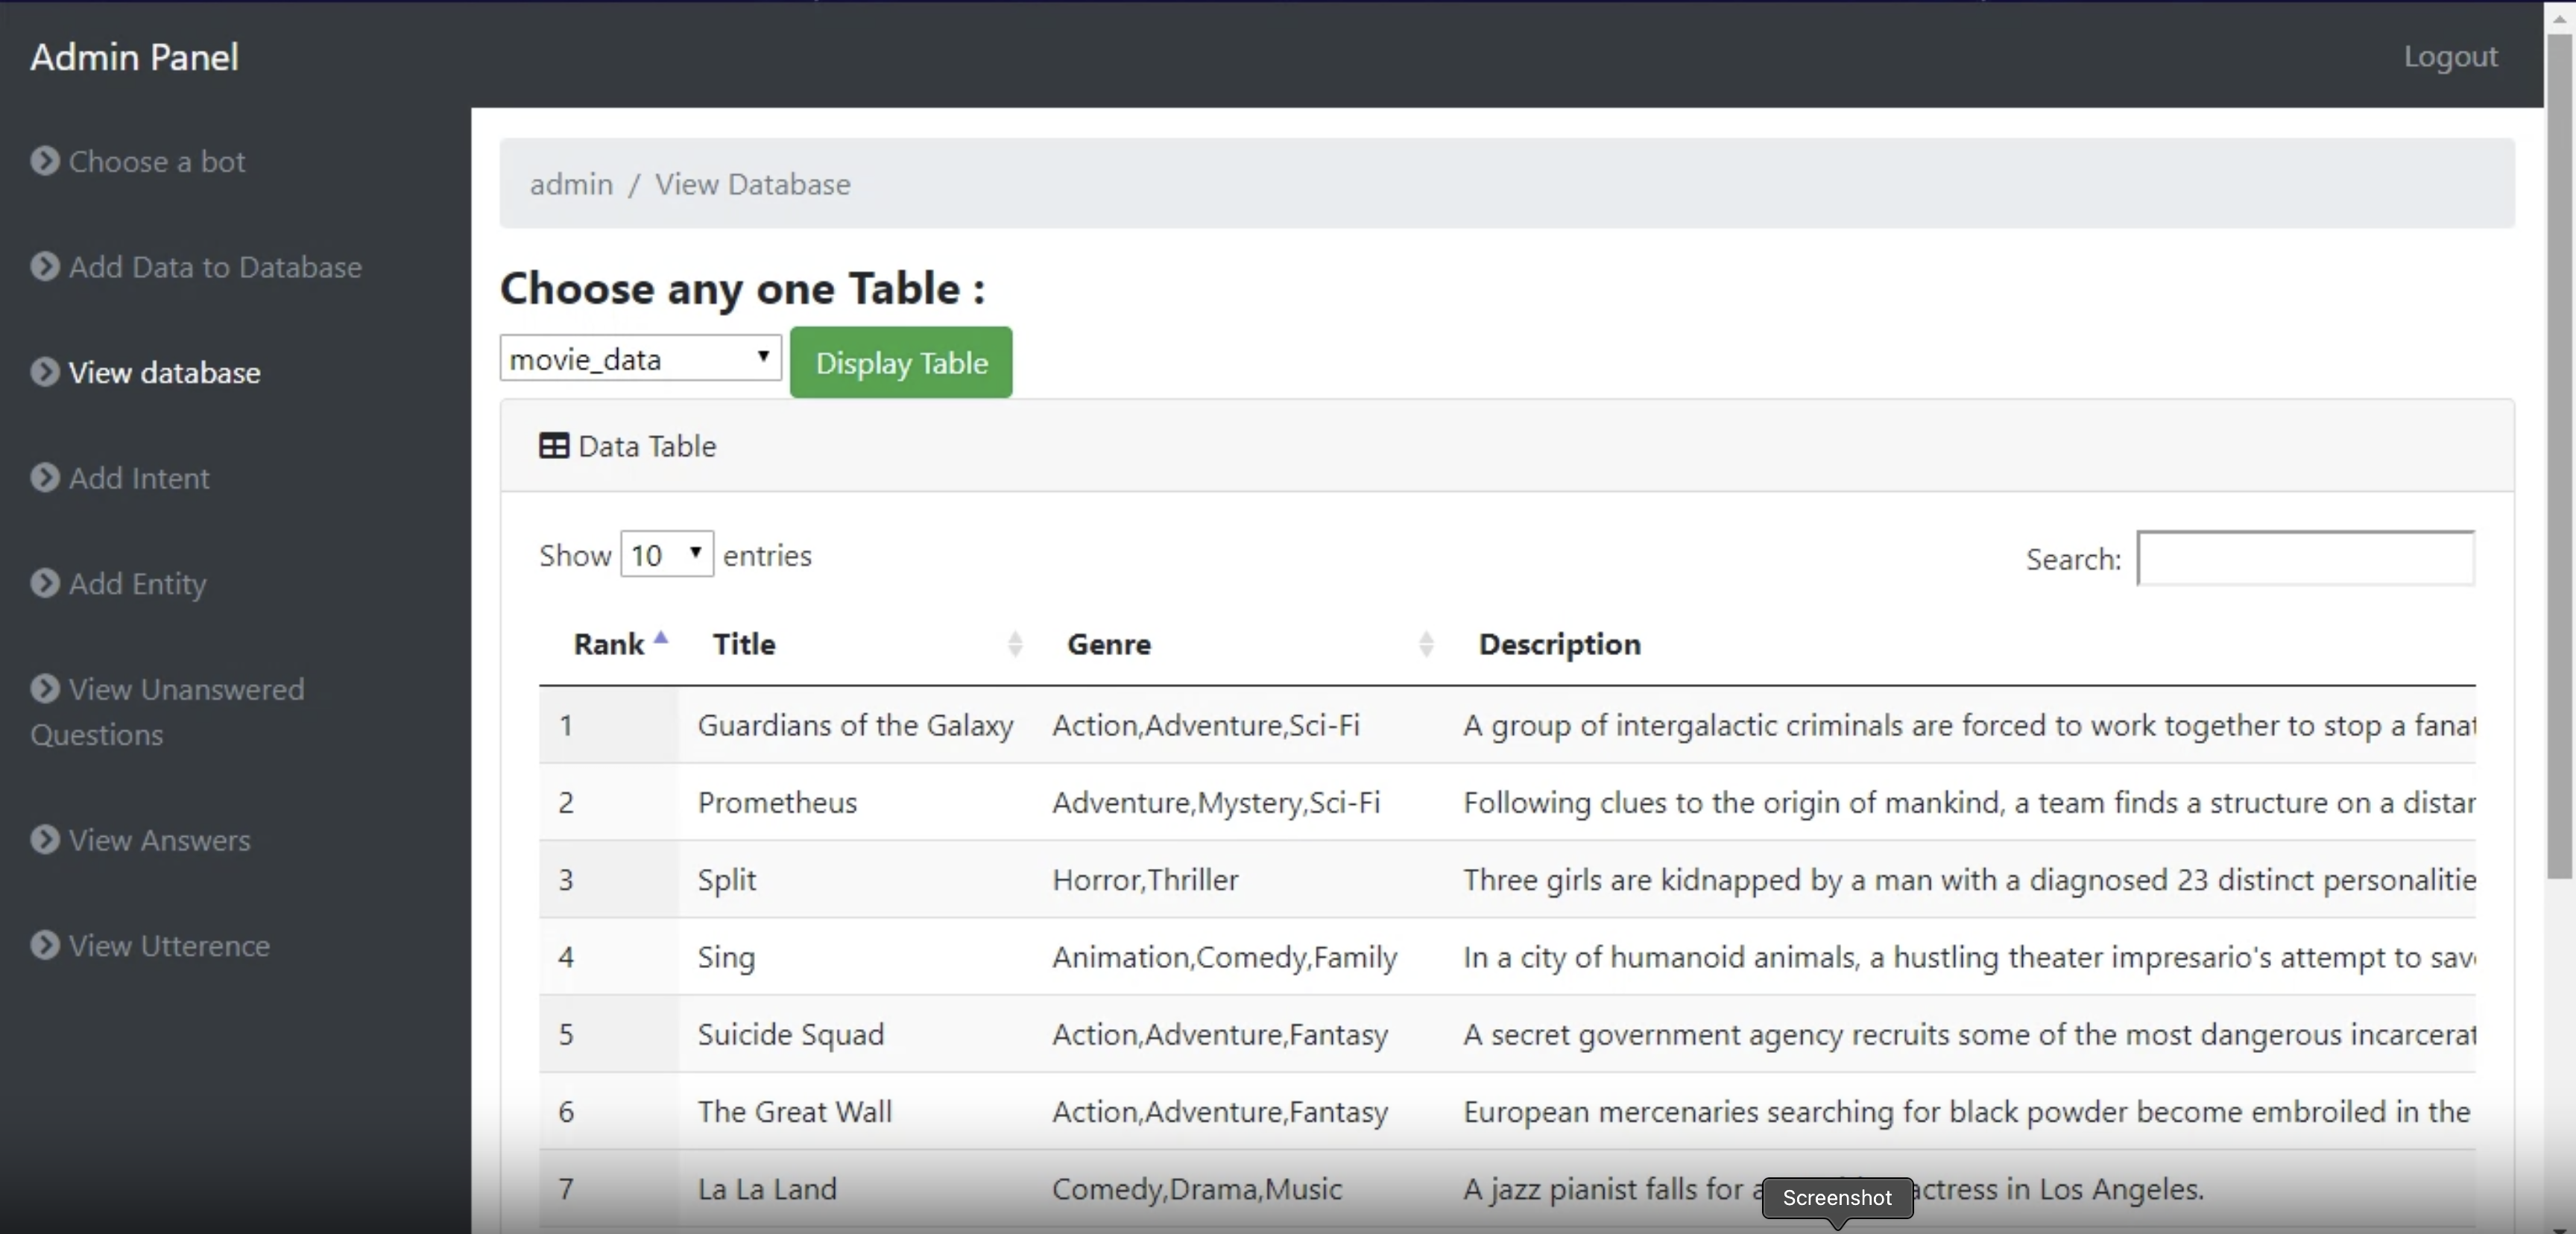 Admin Panel
Logout
Choose a bot
Add Data to Database
View database
Add Intent
Add Entity
View Unanswered
Questions
View Answers
View Utterence
admin / View Database
Choose any one Table :
movie_data
Display Table
Data Table
Show 10 entries
Search:
Rank Title Genre Description
1 Guardians of the Galaxy Action,Adventure,Sci-Fi A group of intergalactic criminals are forced to work together to stop a fanat
2 Prometheus Adventure,Mystery,Sci-Fi Following clues to the origin of mankind, a team finds a structure on a distan
3 Split Horror,Thriller Three girls are kidnapped by a man with a diagnosed 23 distinct personalitie
4 Sing Animation,Comedy,Family In a city of humanoid animals, a hustling theater impresario's attempt to sav
5 Suicide Squad Action,Adventure,Fantasy A secret government agency recruits some of the most dangerous incarcerat
6 The Great Wall Action,Adventure,Fantasy European mercenaries searching for black powder become embroiled in the
7 La La Land Comedy,Drama,Music A jazz pianist falls for a actress in Los Angeles.
Screenshot